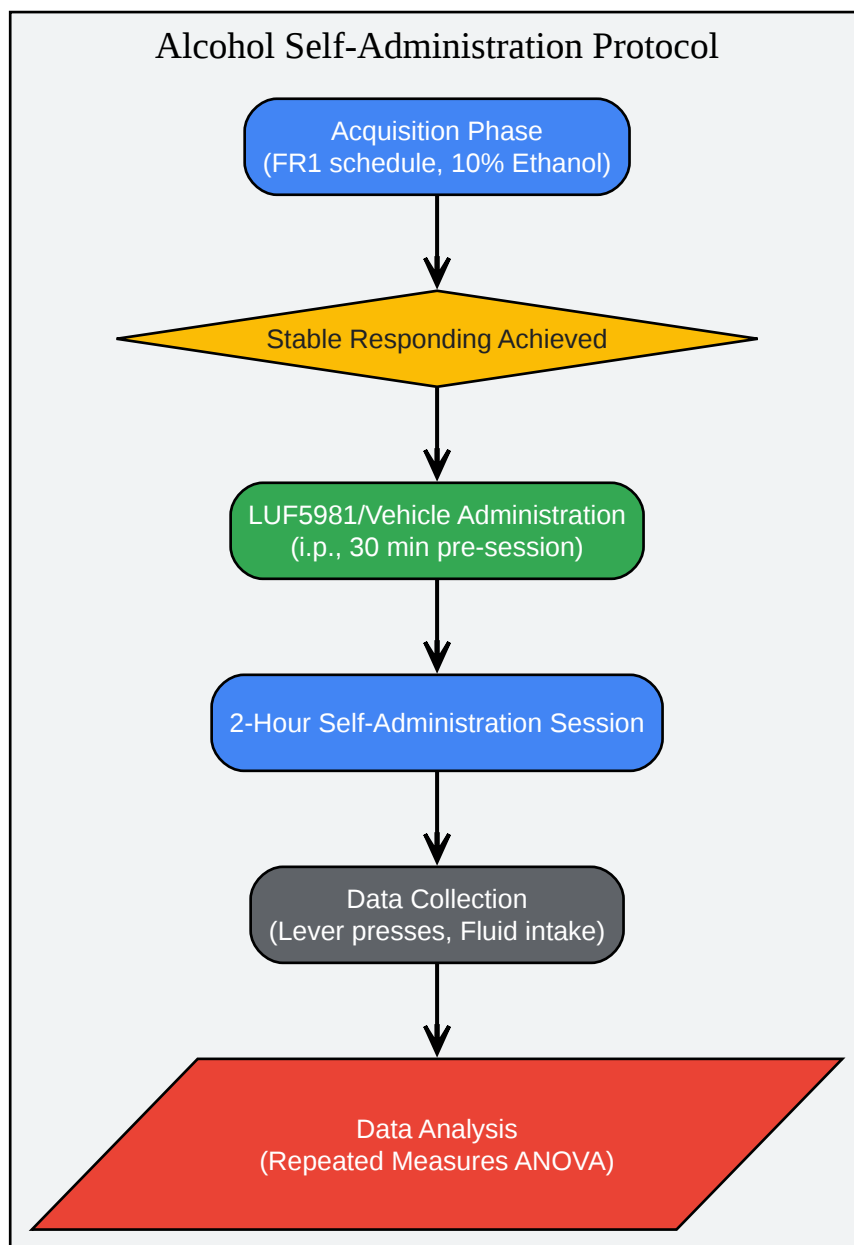 Alcohol Self-Administration Protocol
Acquisition Phase
(FR1 schedule, 10% Ethanol)
Stable Responding Achieved
LUF5981/Vehicle Administration
(i.p., 30 min pre-session)
2-Hour Self-Administration Session
Data Collection
(Lever presses, Fluid intake)
Data Analysis
(Repeated Measures ANOVA)